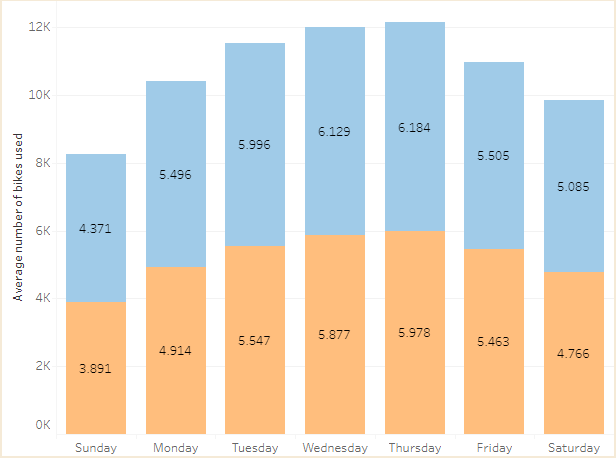 12K
10K
8K
6K
4K
2K
0K
Average number of bikes used
4.371 5.496 5.996 6.129 6.184 5.505 5.085
3.891 4.914 5.547 5.877 5.978 5.463 4.766
Sunday Monday Tuesday Wednesday Thursday Friday Saturday